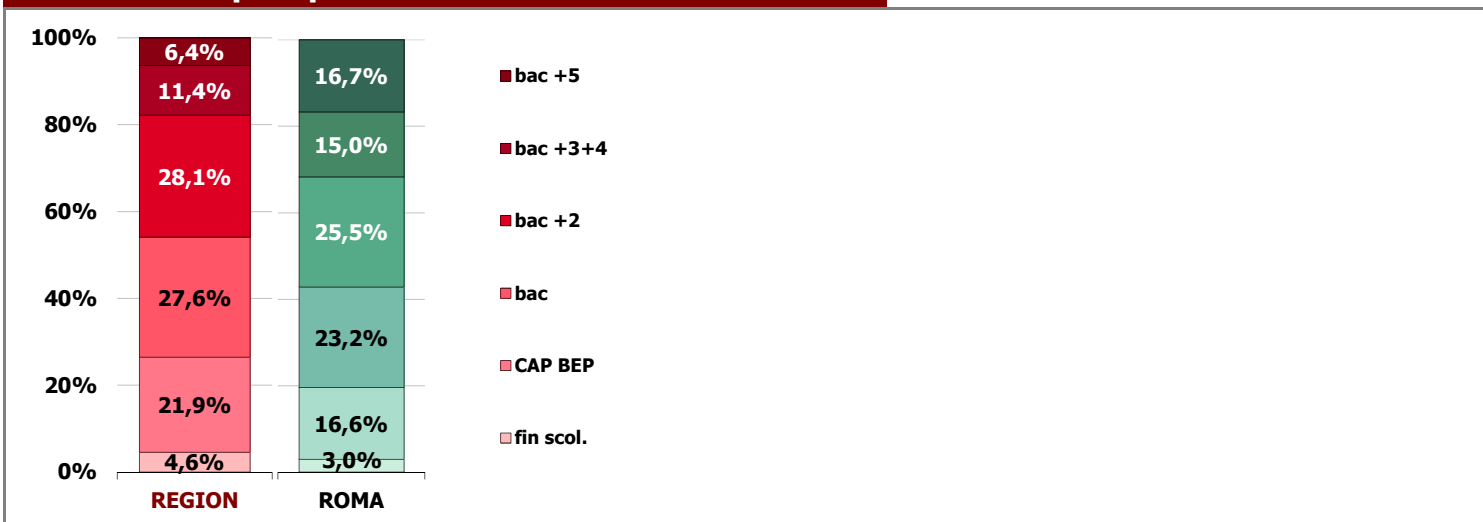 100%
80%
60%
40%
20%
0%
6,4%
11,4%
28,1%
27,6%
21,9%
4,6%
REGION
16,7%
15,0%
25,5%
23,2%
16,6%
3,0%
ROMA
bac +5
bac +3+4
bac +2
bac
CAP BEP
fin scol.